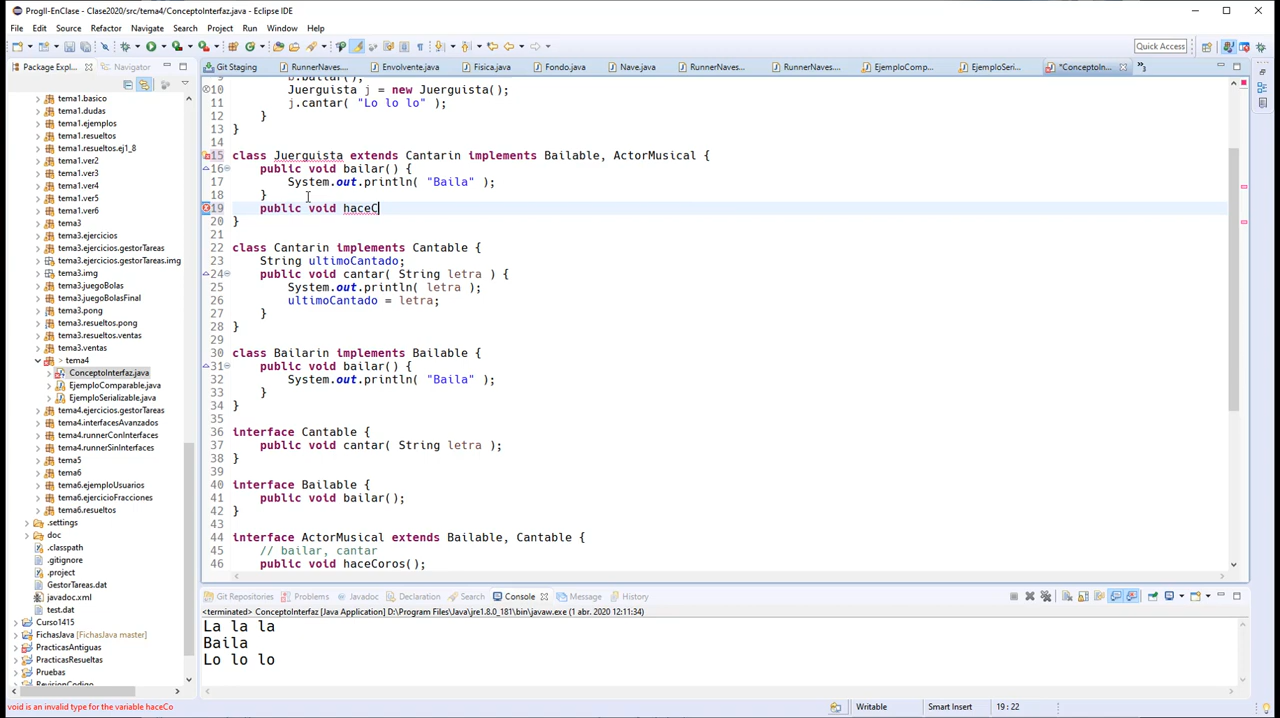 ProgII-EnClase - Clase2020/src/tema4/ConceptoInterfaz.java - Eclipse IDE
File Edit Source Refactor Navigate Search Project Run Window Help
Quick Access
Package Expl...
Git Staging
RunnerNaves....
Envolvente.java
Fisica.java
Fondo.java
RunnerNaves...
Nave.java
RunnerNaves...
RunnerNaves....
EjemploComp...
EjemploSeri...
*ConceptoIn...
tema1.basico
tema1.dudas
tema1.ejemplos
tema1.resueltos
tema1.resueltos.ej1_8
tema1.ver2
tema1.ver3
tema1.ver4
tema1.ver5
tema1.ver6
tema3
tema3.ejercicios
tema3.ejercicios.gestorTareas
tema3.ejercicios.gestorTareas.img
tema3.img
tema3.juegoBolas
tema3.juegoBolasFinal
tema3.pong
tema3.resueltos.pong
tema3.resueltos.ventas
tema3.ventas
> tema4
ConceptoInterfaz.java
EjemploComparable.java
EjemploSerializable.java
tema4.ejercicios.gestorTareas
tema4.interfacesAvanzados
tema4.runnerConInterfaces
tema4.runnerSinInterfaces
tema5
tema6
tema6.ejemploUsuarios
tema6.ejercicioFracciones
tema6.resueltos
.settings
doc
.classpath
.gitignore
.project
GestorTareas.dat
javadoc.xml
test.dat
Curso1415
FichasJava [FichasJava master]
PracticasAntiguas
PracticasResueltas
Pruebas
RevisionCodigo
9 b.bailar();
10 Juerguista j = new Juerguista();
11 j.cantar( "Lo lo lo" );
12 }
13 }
14
15 class Juerguista extends Cantarin implements Bailable, ActorMusical {
16 public void bailar() {
17 System.out.println( "Baila" );
18 }
19 public void haceC
20 }
21
22 class Cantarin implements Cantable {
23 String ultimoCantado;
24 public void cantar( String letra ) {
25 System.out.println( letra );
26 ultimoCantado = letra;
27 }
28 }
29
30 class Bailarin implements Bailable {
31 public void bailar() {
32 System.out.println( "Baila" );
33 }
34 }
35
36 interface Cantable {
37 public void cantar( String letra );
38 }
39
40 interface Bailable {
41 public void bailar();
42 }
43
44 interface ActorMusical extends Bailable, Cantable {
45 // bailar, cantar
46 public void haceCoros();
Git Repositories Problems Javadoc Declaration Search Console Message History
<terminated> ConceptoInterfaz [Java Application] D:\Program Files\Java\jre1.8.0_181\bin\javaw.exe (1 abr. 2020 12:11:34)
La la la
Baila
Lo lo lo
void is an invalid type for the variable haceCo
Writable
Smart Insert
19 : 22